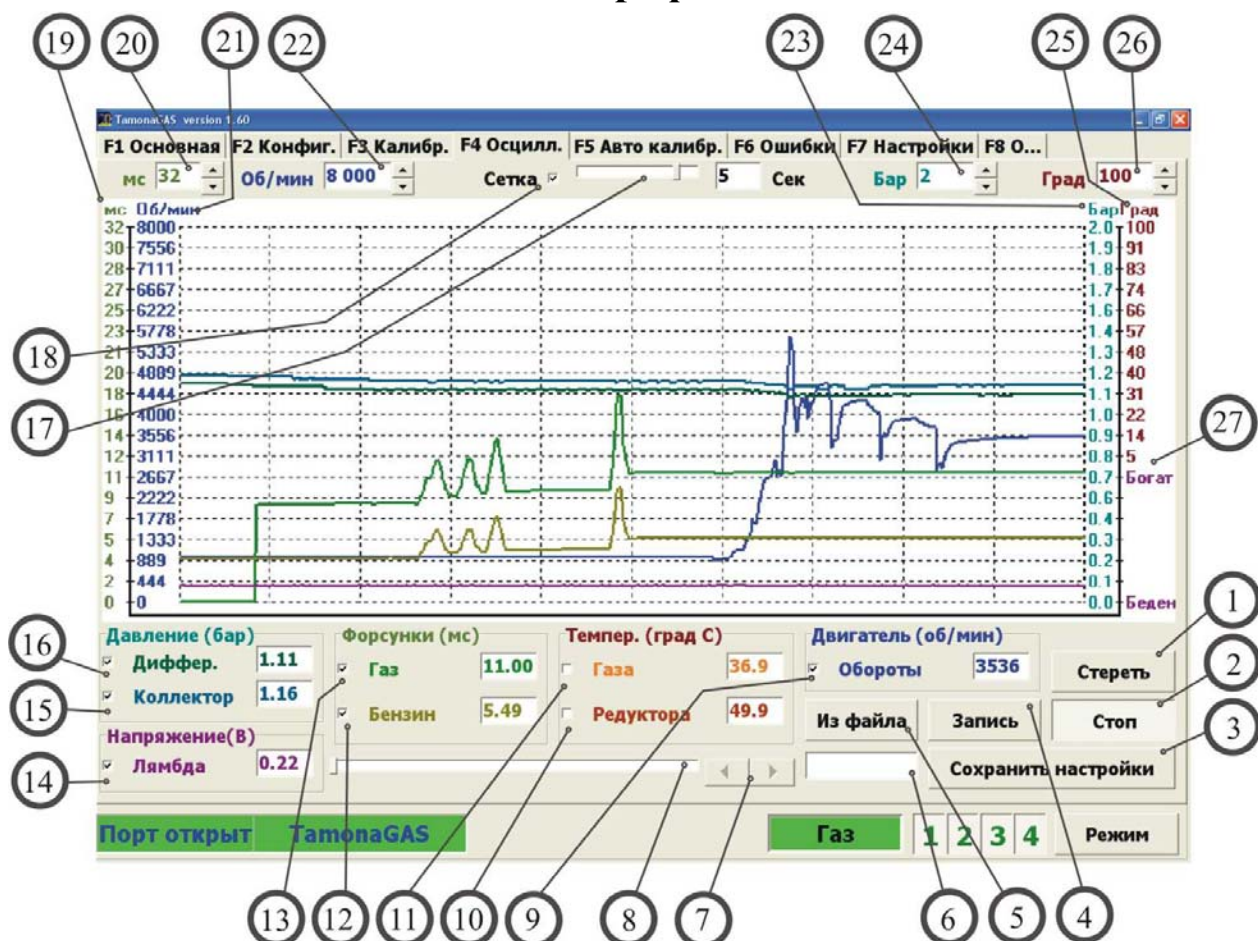 19 20 21 22 23 24 25 26
TamonaGAS version 1.60
F1 Основная F2 Конфиг. F3 Калибр. F4 Осцилл. F5 Авто калибр. F6 Ошибки F7 Настройки F8 О...
мс 32 Об/мин 8 000 Сетка 5 Сек Бар 2 Град 100
мс Об/мин Бар Град
32 8000 2.0 100
30 7556 1.9 91
28 7111 1.8 83
27 6667 1.7 74
25 6222 1.6 66
23 5778 1.4 57
21 5333 1.3 48
20 4889 1.2 40
18 4444 1.1 31
16 4000 1.0 22
14 3556 0.9 14
12 3111 0.8 5
11 2667 0.7 Богат
9 2222 0.6
7 1778 0.4
5 1333 0.3
4 889 0.2
2 444 0.1
0 0 0.0 Беден
18
17
27
Давление (бар) Форсунки (мс) Темпер. (град С) Двигатель (об/мин)
Диффер. 1.11 Газ 11.00 Газа 36.9 Обороты 3536 Стереть
Коллектор 1.16 Бензин 5.49 Редуктора 49.9 Из файла Запись Стоп
Напряжение(В)
Лямбда 0.22 Сохранить настройки
16
15
14
1
2
3
Порт открыт TamonaGAS Газ 1 2 3 4 Режим
13 12 11 10 9 8 7 6 5 4